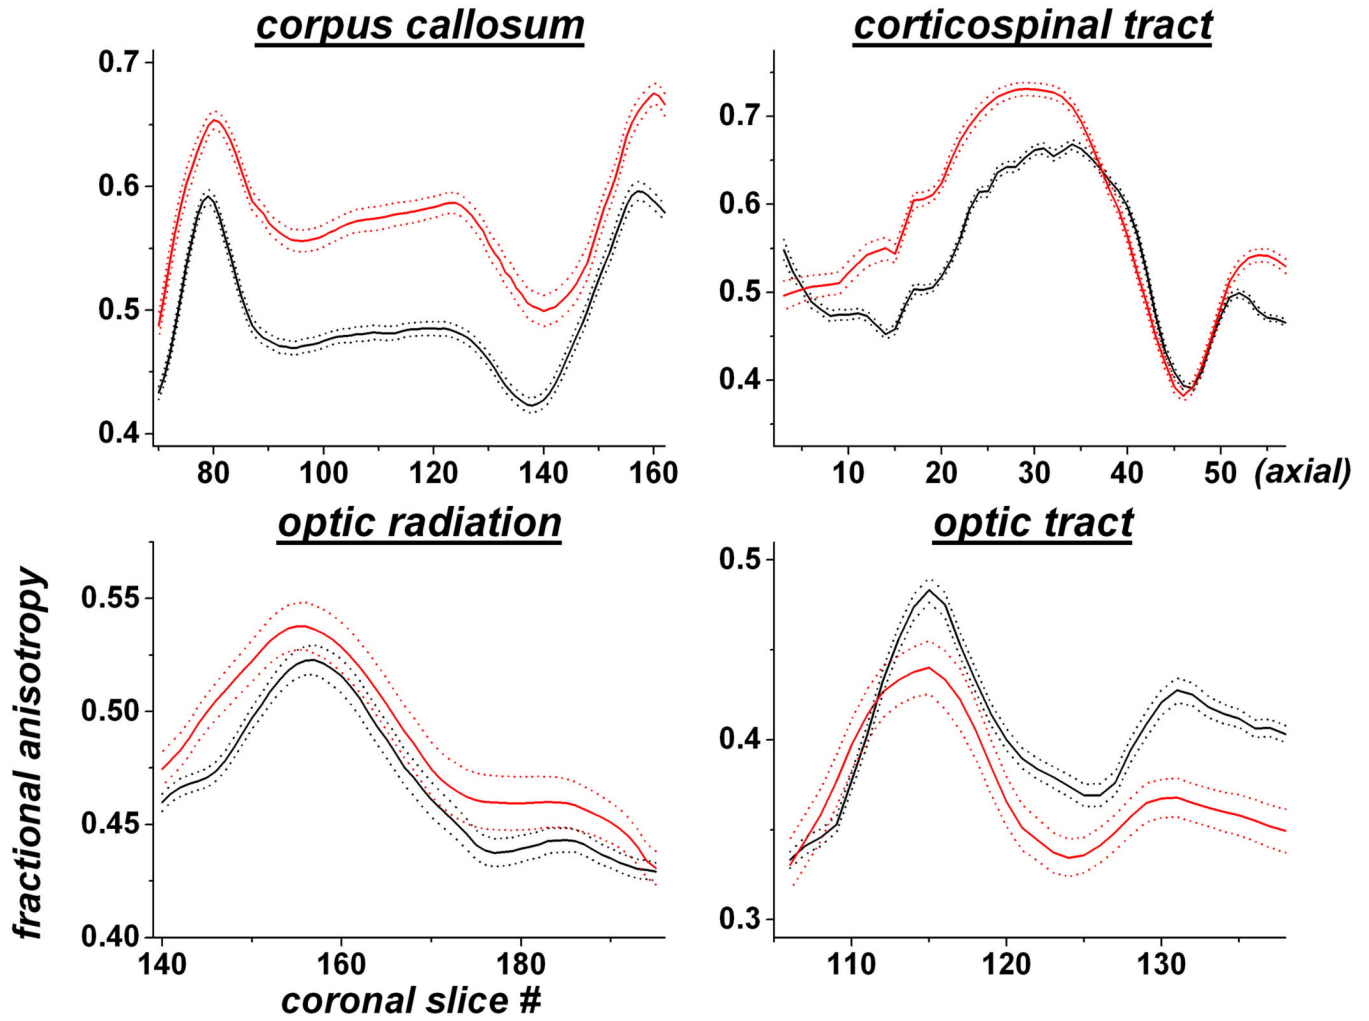 corpus callosum
corticospinal tract
0.7
0.6
0.5
0.4
80 100 120 140 160
0.7
0.6
0.5
0.4
10 20 30 40 50 (axial)
optic radiation
optic tract
fractional anisotropy
0.55
0.50
0.45
0.40
140 160 180
coronal slice #
0.5
0.4
0.3
110 120 130